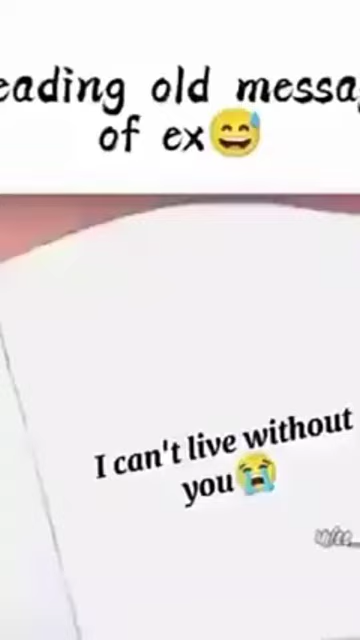 eading old messa
of ex😅
I can't live without
you😭